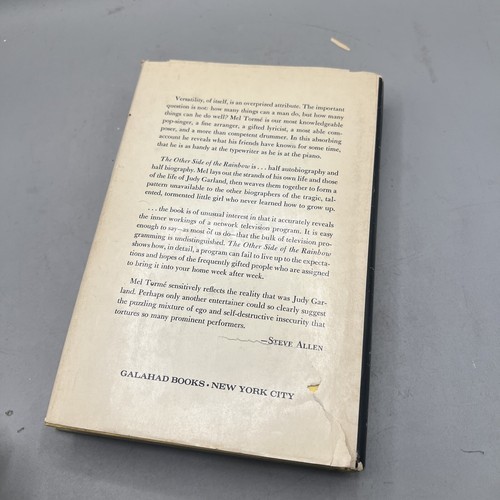 Versatility, of itself, is an overprized attribute. The important
question is not: how many things can a man do, but how many
things can he do well? Mel Tormé is our most knowledgeable
pop-singer, a fine arranger, a gifted lyricist, a most able com-
poser, and a more than competent drummer. In this absorbing
account he reveals what his friends have known for some time,
that he is as handy at the typewriter as he is at the piano.
The Other Side of the Rainbow is . . . half autobiography and
half biography. Mel lays out the strands of his own life and those
of the life of Judy Garland, then weaves them together to form a
pattern unavailable to the other biographers of the tragic, tal-
ented, tormented little girl who never learned how to grow up.
. . . the book is of unusual interest in that it accurately reveals
the inner workings of a network television program. It is easy
enough to say—as most of us do—that the bulk of television pro-
gramming is undistinguished. The Other Side of the Rainbow
shows how, in detail, a program can fail to live up to the expecta-
tions and hopes of the frequently gifted people who are assigned
to bring it into your home week after week.
Mel Tormé sensitively reflects the reality that was Judy Gar-
land. Perhaps only another entertainer could so clearly suggest
the puzzling mixture of ego and self-destructive insecurity that
tortures so many prominent performers.
—STEVE ALLEN
GALAHAD BOOKS • NEW YORK CITY